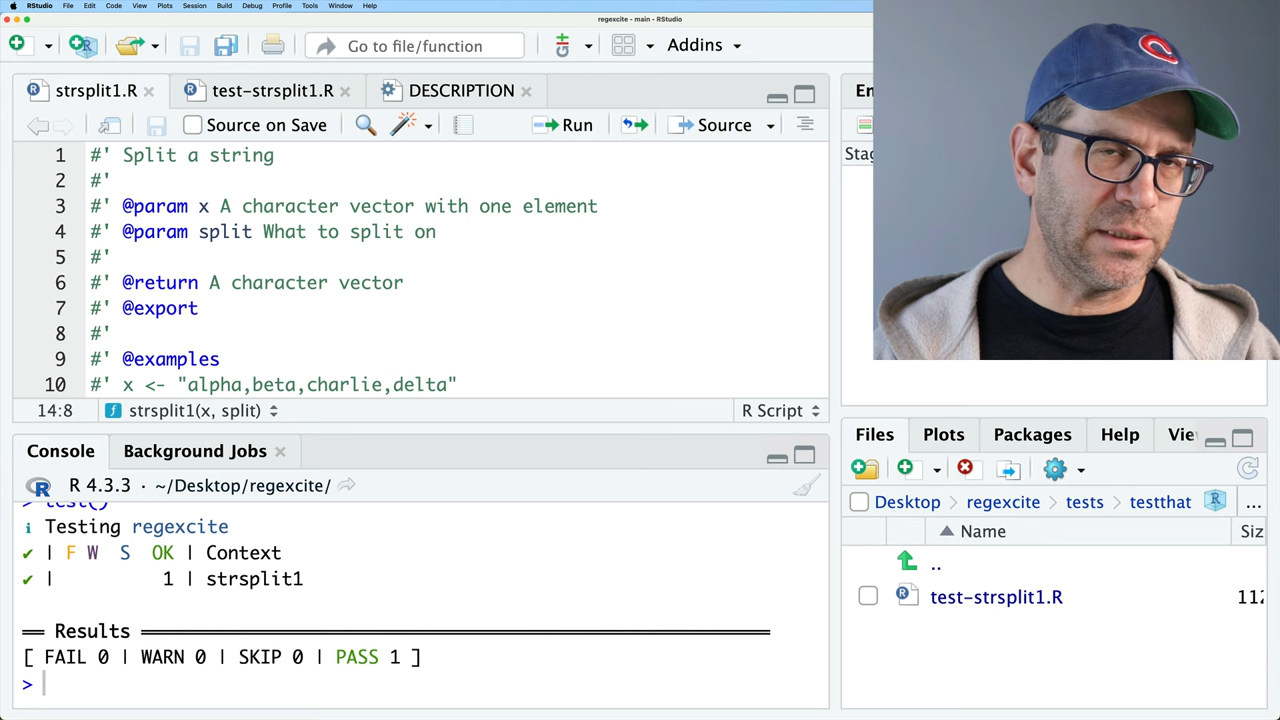 RStudio File Edit Code View Plots Session Build Debug Profile Tools Window Help
regexcite - main - RStudio
Go to file/function Addins
strsplit1.R test-strsplit1.R DESCRIPTION
Source on Save Run Source
1 #' Split a string
2 #'
3 #' @param x A character vector with one element
4 #' @param split What to split on
5 #'
6 #' @return A character vector
7 #' @export
8 #'
9 #' @examples
10 #' x <- "alpha,beta,charlie,delta"
14:8 strsplit1(x, split) R Script
Console Background Jobs
R 4.3.3 · ~/Desktop/regexcite/
> test()
i Testing regexcite
✔ | F W S OK | Context
✔ | 1 | strsplit1
══ Results ══
[ FAIL 0 | WARN 0 | SKIP 0 | PASS 1 ]
>
En
Stag
C
Files Plots Packages Help Vie
Desktop regexcite tests testthat ...
Name Siz
..
test-strsplit1.R 112